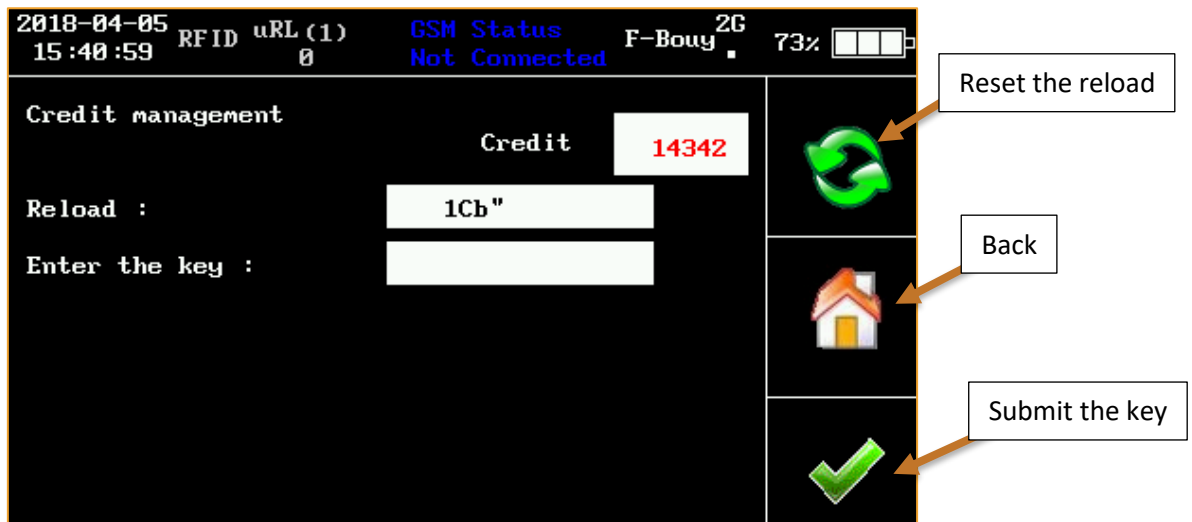 2018-04-05 RFID uRL(1) GSM Status F-Bouy 2G 73%
15:40:59 0 Not Connected
Reset the reload
Credit management
Credit 14342
Reload : 1Cb"
Back
Enter the key :
Submit the key